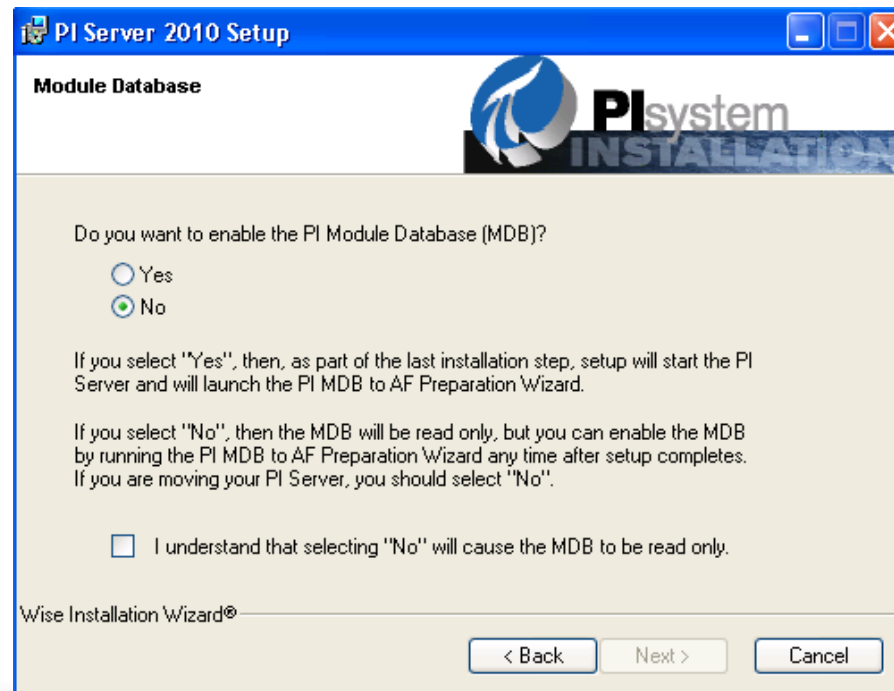 PI Server 2010 Setup
Module Database
PIsystem
INSTALLATION
Do you want to enable the PI Module Database (MDB)?
Yes
No
If you select "Yes", then, as part of the last installation step, setup will start the PI
Server and will launch the PI MDB to AF Preparation Wizard.
If you select "No", then the MDB will be read only, but you can enable the MDB
by running the PI MDB to AF Preparation Wizard any time after setup completes.
If you are moving your PI Server, you should select "No".
I understand that selecting "No" will cause the MDB to be read only.
Wise Installation Wizard®
< Back Next > Cancel